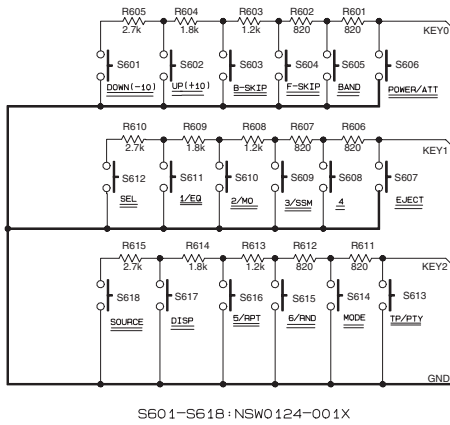 R605 R604 R603 R602 R601
2.7k 1.8k 1.2k 820 820 KEY0
S601 S602 S603 S604 S605 S606
DOWN(-10) UP(+10) B-SKIP F-SKIP BAND POWER/ATT
R610 R609 R608 R607 R606
2.7k 1.8k 1.2k 820 820 KEY1
S612 S611 S610 S609 S608 S607
SEL 1/EQ 2/MO 3/SSM 4 EJECT
R615 R614 R613 R612 R611
2.7k 1.8k 1.2k 820 820 KEY2
S618 S617 S616 S615 S614 S613
SOURCE DISP 5/RPT 6/RND MODE TP/PTY
GND
S601-S618:NSW0124-001X